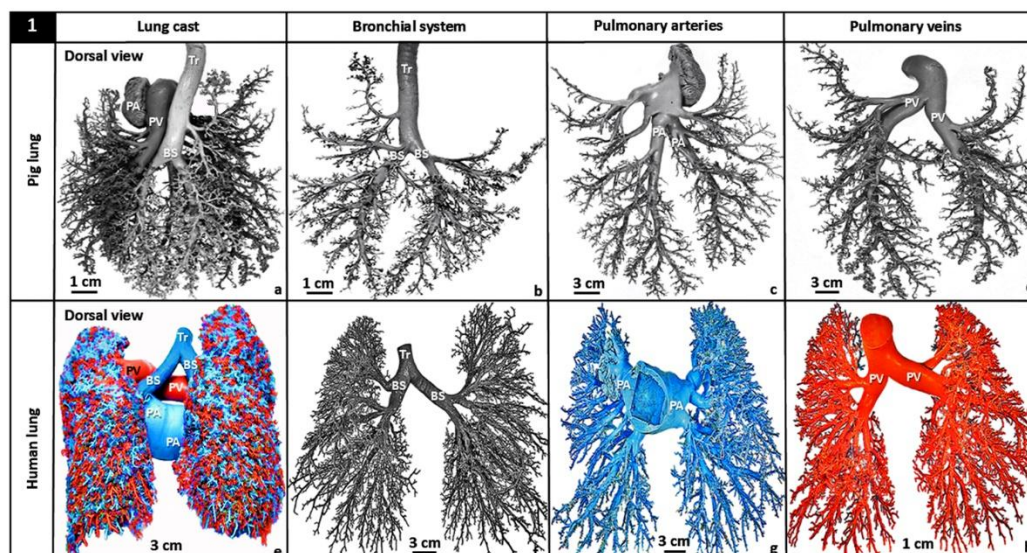 1 Lung cast Bronchial system Pulmonary arteries Pulmonary veins
Pig lung
Dorsal view
Tr
PA
PV
BS
1 cm
a
Tr
BS BS
1 cm
b
PA
PA
3 cm
c
PV
PV
3 cm
Human lung
Dorsal view
Tr
BS
PV
BS
PV
PA
PA
3 cm
e
Tr
BS
BS
3 cm
PA
PA
3 cm
g
PV
PV
1 cm